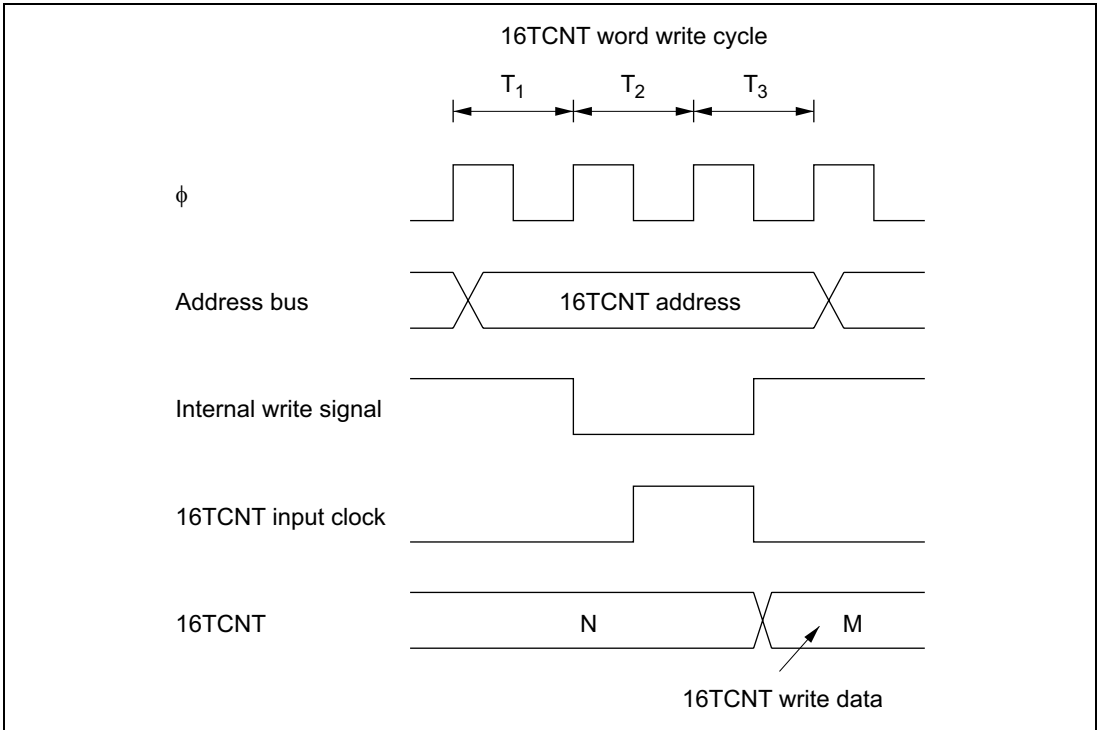 16TCNT word write cycle
T1 T2 T3
φ
Address bus 16TCNT address
Internal write signal
16TCNT input clock
16TCNT N M
16TCNT write data